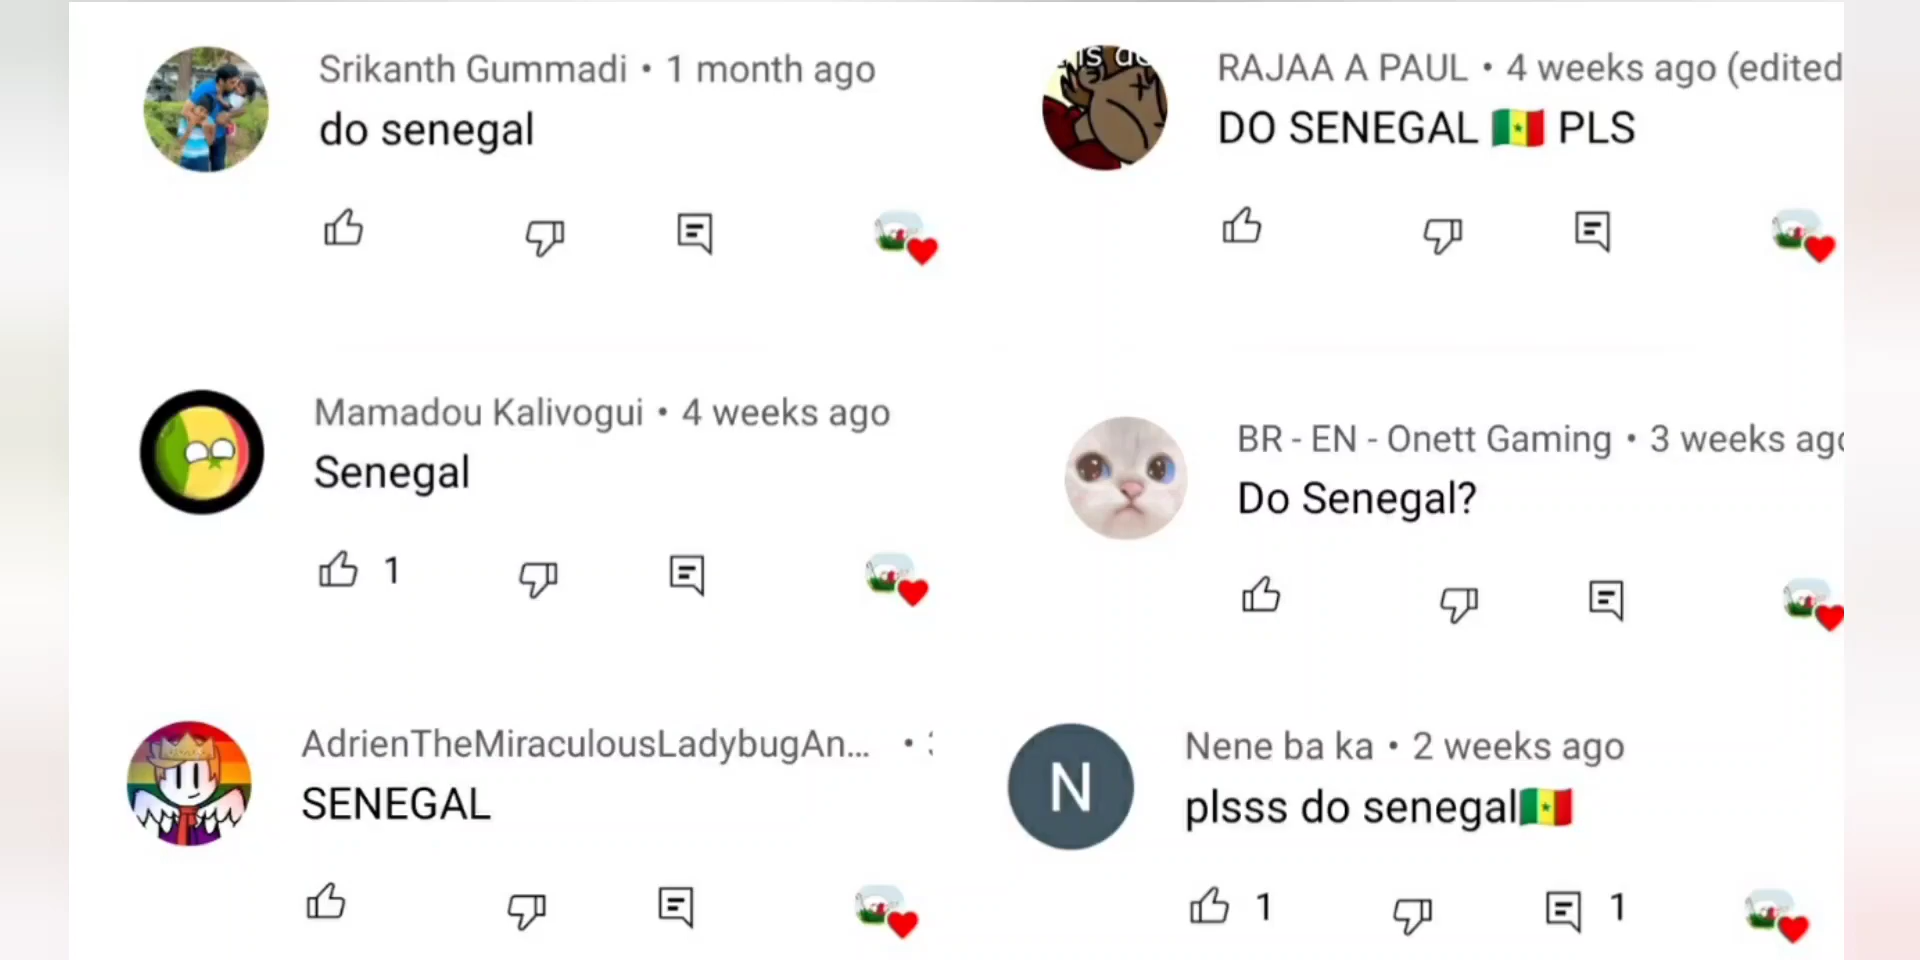 Srikanth Gummadi • 1 month ago
do senegal
RAJAA A PAUL • 4 weeks ago (edited
DO SENEGAL 🇸🇳 PLS
Mamadou Kalivogui • 4 weeks ago
Senegal
1
BR - EN - Onett Gaming • 3 weeks ago
Do Senegal?
AdrienTheMiraculousLadybugAn... •
SENEGAL
Nene ba ka • 2 weeks ago
N
plsss do senegal🇸🇳
1 1